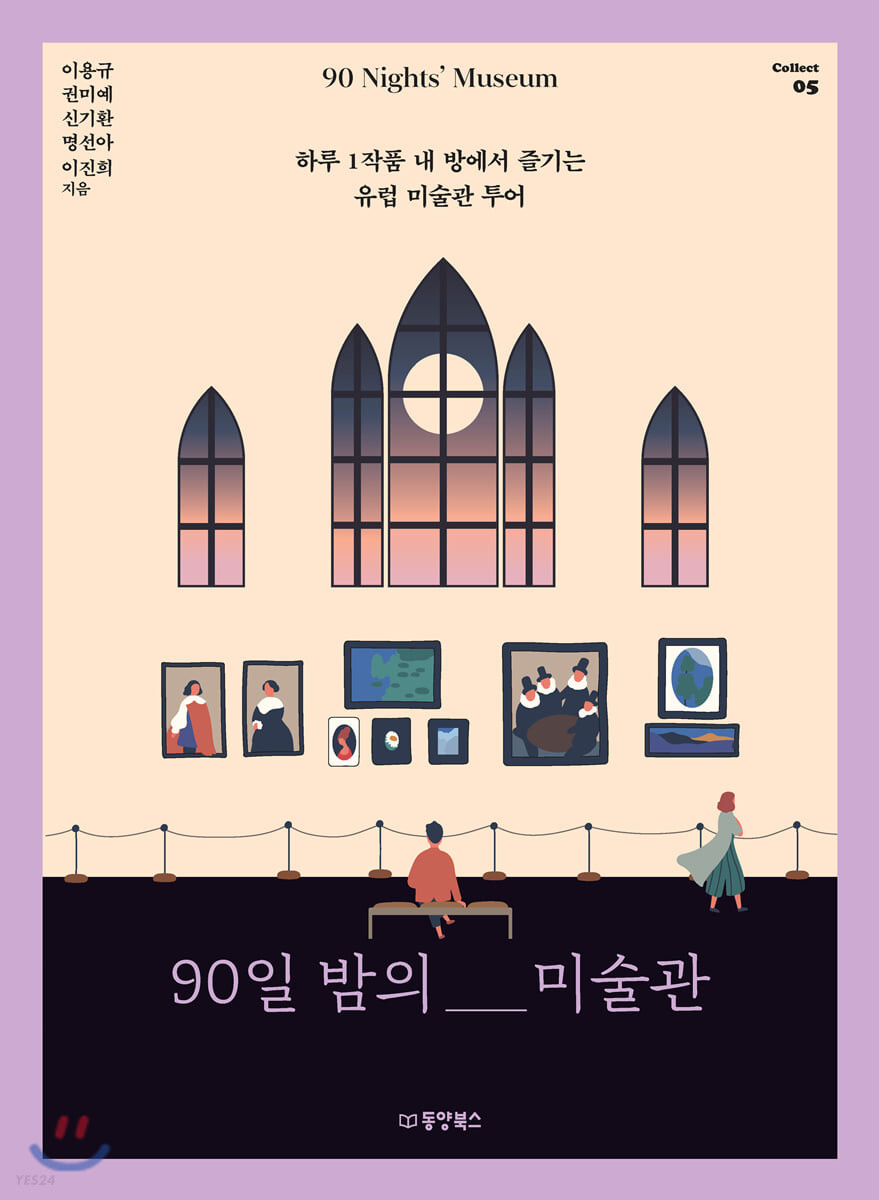 이용규
권미예
신기환
명선아
이진희
지음
90 Nights’ Museum
Collect
05
하루 1작품 내 방에서 즐기는
유럽 미술관 투어
90일 밤의 ___ 미술관
동양북스
YES24